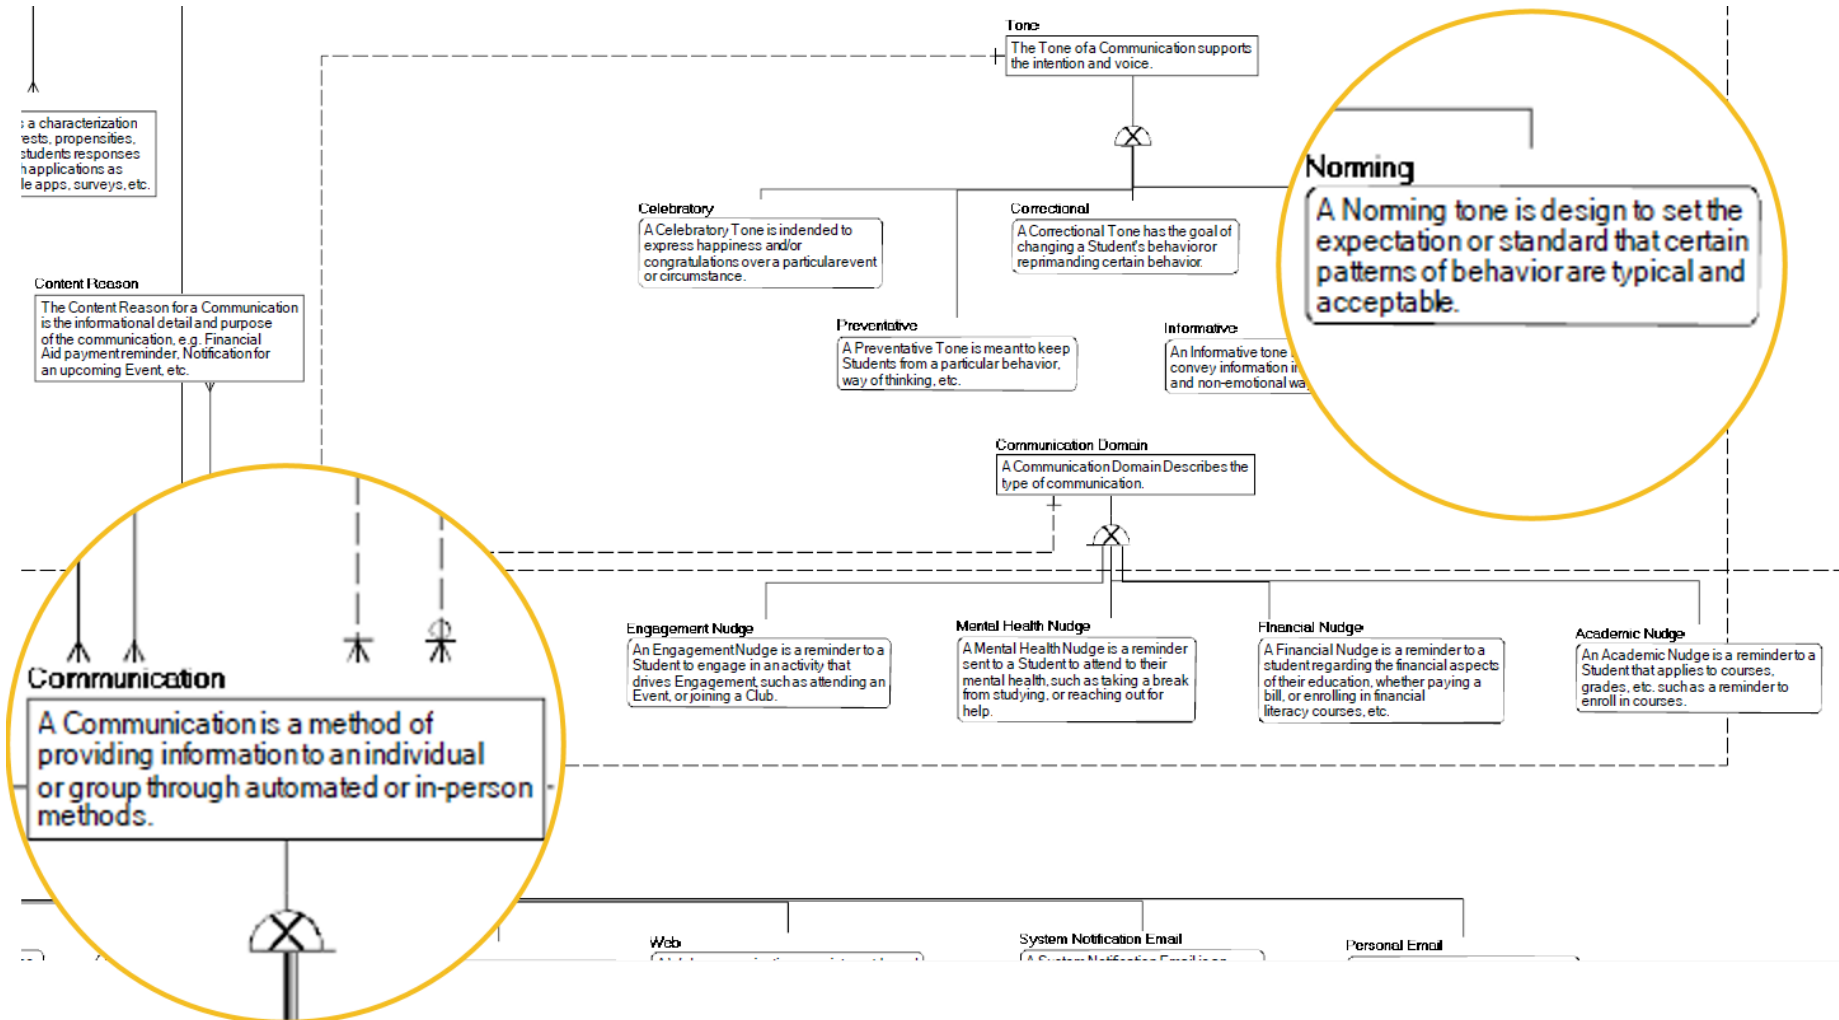 Tone
The Tone of a Communication supports
the intention and voice.
s a characterization
rests, propensities,
students responses
h applications as
le apps, surveys, etc.
Norming
A Norming tone is design to set the
expectation or standard that certain
patterns of behavior are typical and
acceptable.
Celebratory
A Celebratory Tone is indended to
express happiness and/or
congratulations over a particular event
or circumstance.
Correctional
A Correctional Tone has the goal of
changing a Student's behavior or
reprimanding certain behavior.
Content Reason
The Content Reason for a Communication
is the informational detail and purpose
of the communication, e.g. Financial
Aid payment reminder, Notification for
an upcoming Event, etc.
Preventative
A Preventative Tone is meant to keep
Students from a particular behavior,
way of thinking, etc.
Informative
An Informative tone
convey information in
and non-emotional wa
Communication Domain
A Communication Domain Describes the
type of communication.
Engagement Nudge
An Engagement Nudge is a reminder to a
Student to engage in an activity that
drives Engagement, such as attending an
Event, or joining a Club.
Mental Health Nudge
A Mental Health Nudge is a reminder
sent to a Student to attend to their
mental health, such as taking a break
from studying, or reaching out for
help.
Financial Nudge
A Financial Nudge is a reminder to a
student regarding the financial aspects
of their education, whether paying a
bill, or enrolling in financial
literacy courses, etc.
Academic Nudge
An Academic Nudge is a reminder to a
Student that applies to courses,
grades, etc. such as a reminder to
enroll in courses.
Communication
A Communication is a method of
providing information to an individual
or group through automated or in-person
methods.
Web
System Notification Email
A System Notification Email is an
Personal Email